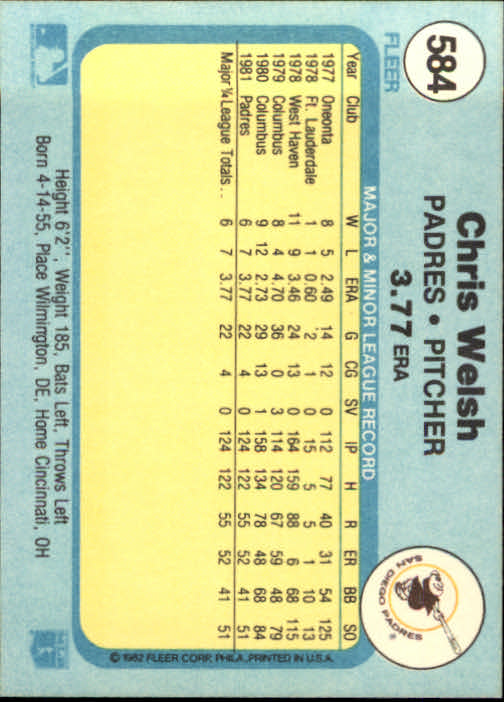 584
FLEER
Chris Welsh
PADRES • PITCHER
3.77 ERA
SAN DIEGO PADRES
®
MAJOR & MINOR LEAGUE RECORD
Year Club W L ERA G CG SV IP H R ER BB SO
1977 Oneonta 8 5 2.49 14 12 0 112 77 40 31 54 125
1978 Ft. Lauderdale 1 1 0.60 2 1 0 15 5 5 1 10 13
1978 West Haven 11 9 3.46 24 13 0 164 159 88 6 68 115
1979 Columbus 8 4 4.70 36 0 3 114 120 67 59 48 79
1980 Columbus 9 12 2.73 29 13 1 158 134 78 48 68 84
1981 Padres 6 7 3.77 22 4 0 124 122 55 52 41 51
Major ¼ League Totals . . 6 7 3.77 22 4 0 124 122 55 52 41 51
© 1982 FLEER CORP. PHILA. PRINTED IN U.S.A.
Height 6'2", Weight 185, Bats Left, Throws Left
Born 4-14-55, Place Wilmington, DE, Home Cincinnati, OH